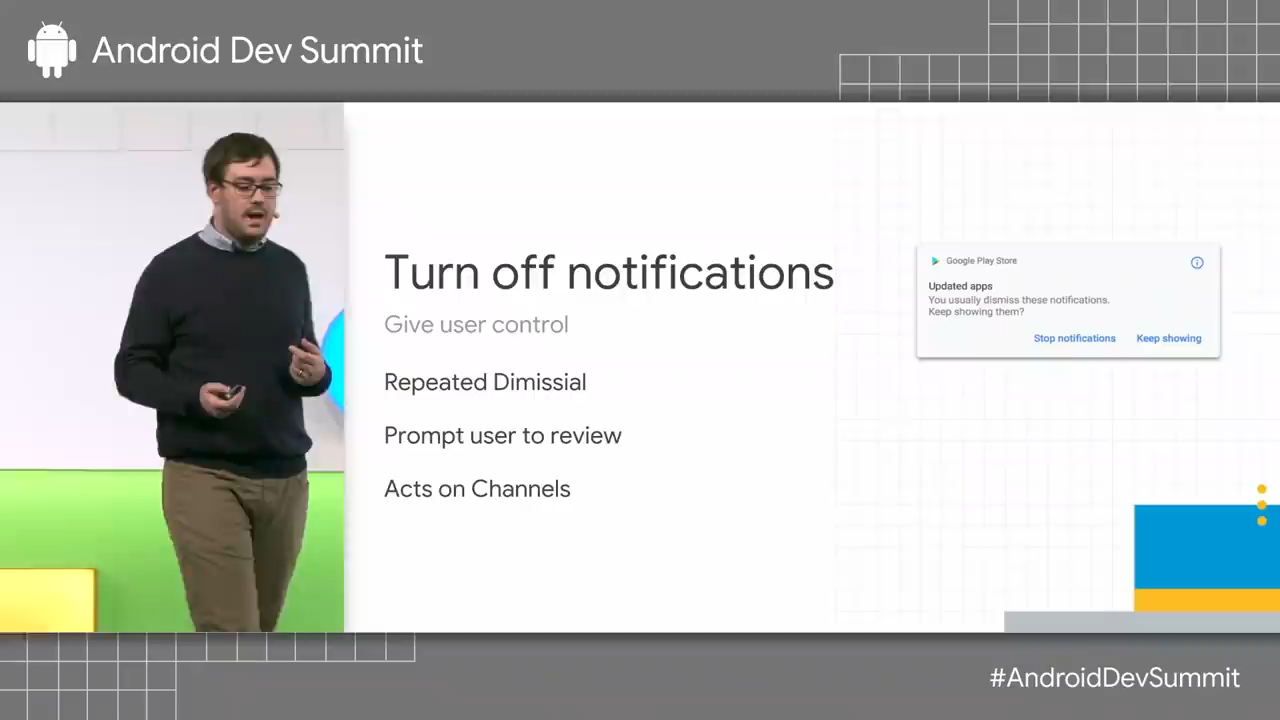 Android Dev Summit
Turn off notifications
Give user control
Repeated Dimissial
Prompt user to review
Acts on Channels
Google Play Store
Updated apps
You usually dismiss these notifications.
Keep showing them?
Stop notifications Keep showing
#AndroidDevSummit